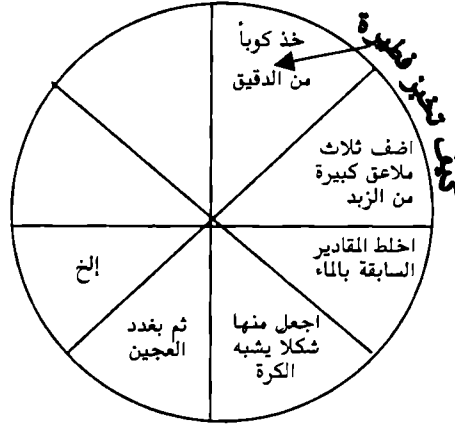 كيف تخبز فطيرة
خذ كوباً
من الدقيق
اضف ثلاث
ملاعق كبيرة
من الزبد
اخلط المقادير
السابقة بالماء
اجعل منها
شكلاً يشبه
الكرة
ثم بغدد
العجين
إلخ